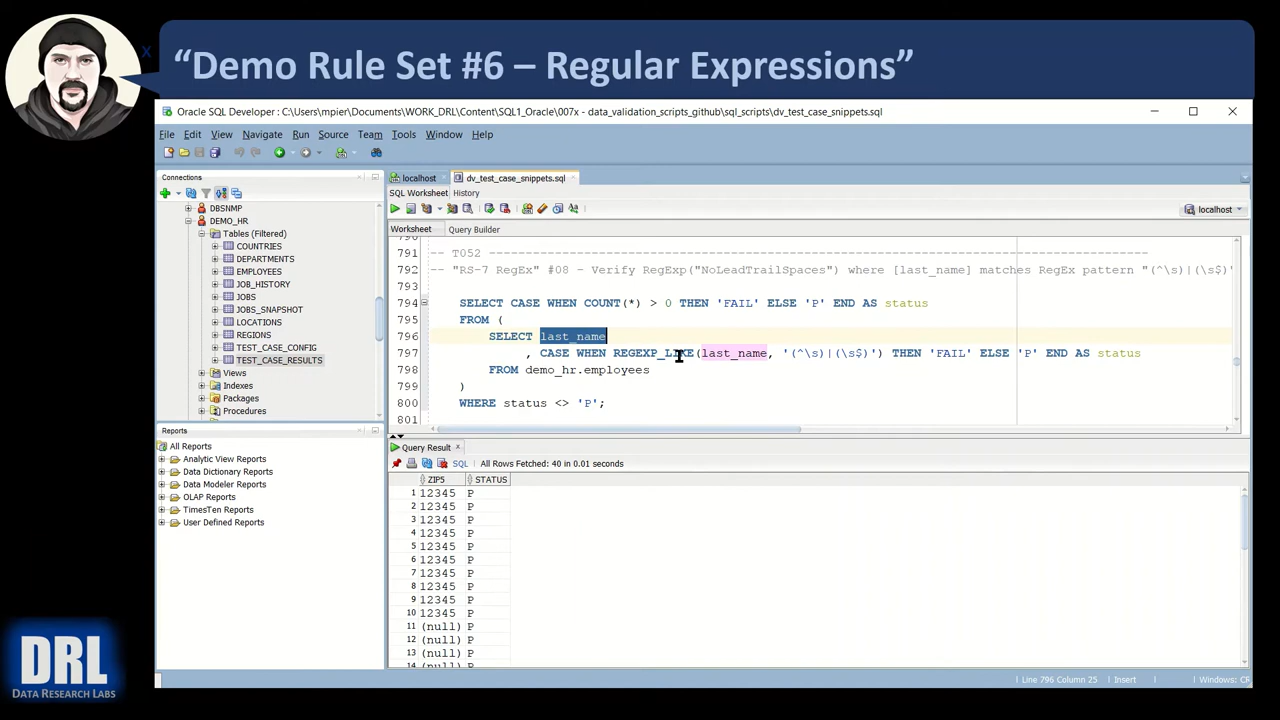 x
“Demo Rule Set #6 – Regular Expressions”
Oracle SQL Developer : C:\Users\mpier\Documents\WORK_DRL\Content\SQL1_Oracle\007x - data_validation_scripts_github\sql_scripts\dv_test_case_snippets.sql
File Edit View Navigate Run Source Team Tools Window Help
Connections
DBSNMP
DEMO_HR
Tables (Filtered)
COUNTRIES
DEPARTMENTS
EMPLOYEES
JOB_HISTORY
JOBS
JOBS_SNAPSHOT
LOCATIONS
REGIONS
TEST_CASE_CONFIG
TEST_CASE_RESULTS
Views
Indexes
Packages
Procedures
Reports
All Reports
Analytic View Reports
Data Dictionary Reports
Data Modeler Reports
OLAP Reports
TimesTen Reports
User Defined Reports
localhost dv_test_case_snippets.sql
SQL Worksheet History
localhost
Worksheet Query Builder
790
791 -- T052 ------------------------------------------------------------------------------------------
792 -- "RS-7 RegEx" #08 - Verify RegExp("NoLeadTrailSpaces") where [last_name] matches RegEx pattern "(^\s)|(\s$)"
793
794 SELECT CASE WHEN COUNT(*) > 0 THEN 'FAIL' ELSE 'P' END AS status
795 FROM (
796 SELECT last_name
797 , CASE WHEN REGEXP_LIKE(last_name, '(^\s)|(\s$)') THEN 'FAIL' ELSE 'P' END AS status
798 FROM demo_hr.employees
799 )
800 WHERE status <> 'P';
801
Query Result
SQL All Rows Fetched: 40 in 0.01 seconds
ZIP5 STATUS
1 12345 P
2 12345 P
3 12345 P
4 12345 P
5 12345 P
6 12345 P
7 12345 P
8 12345 P
9 12345 P
10 12345 P
11 (null) P
12 (null) P
13 (null) P
14 (null) P
Line 796 Column 25 Insert Windows: CR
DRL
DATA RESEARCH LABS